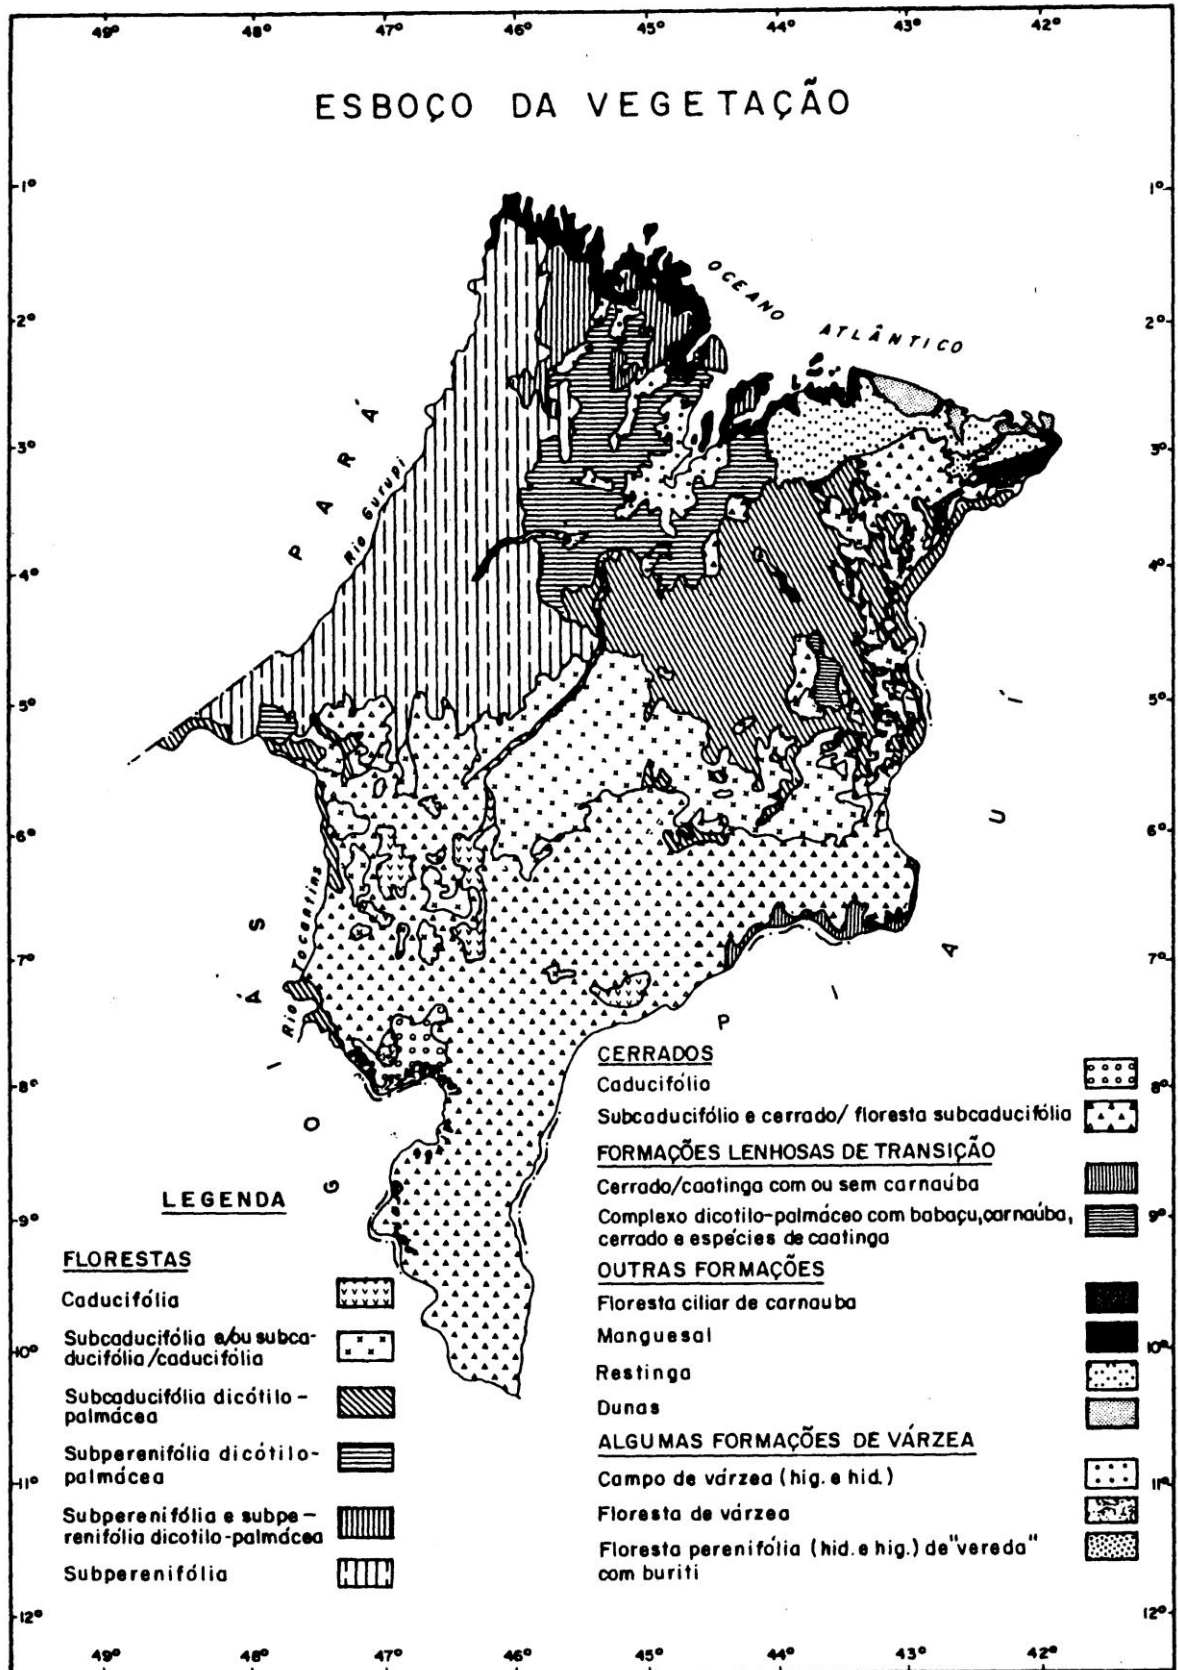 49° 48° 47° 46° 45° 44° 43° 42°
ESBOÇO DA VEGETAÇÃO
1° 1°
OCEANO ATLÂNTICO
2° 2°
PARÁ
3° 3°
Rio Gurupi
4° 4°
5° 5°
PIAUÍ
6° 6°
Rio Tocantins
GOIÁS
7° 7°
8° 8°
9° 9°
10° 10°
11° 11°
12° 12°
LEGENDA
FLORESTAS
Caducifólia
Subcaducifólia e/ou subca-
ducifólia/caducifólia
Subcaducifólia dicótilo-
palmácea
Subperenifólia dicótilo-
palmácea
Subperenifólia e subpe-
renifólia dicotilo-palmácea
Subperenifólia
CERRADOS
Caducifólia
Subcaducifólio e cerrado/ floresta subcaducifólia
FORMAÇÕES LENHOSAS DE TRANSIÇÃO
Cerrado/caatinga com ou sem carnaúba
Complexo dicotilo-palmáceo com babaçu, carnaúba,
cerrado e espécies de caatinga
OUTRAS FORMAÇÕES
Floresta ciliar de carnauba
Manguesal
Restinga
Dunas
ALGUMAS FORMAÇÕES DE VÁRZEA
Campo de várzea (hig. e hid.)
Floresta de várzea
Floresta perenifólia (hid. e hig.) de "vereda"
com buriti
49° 48° 47° 46° 45° 44° 43° 42°